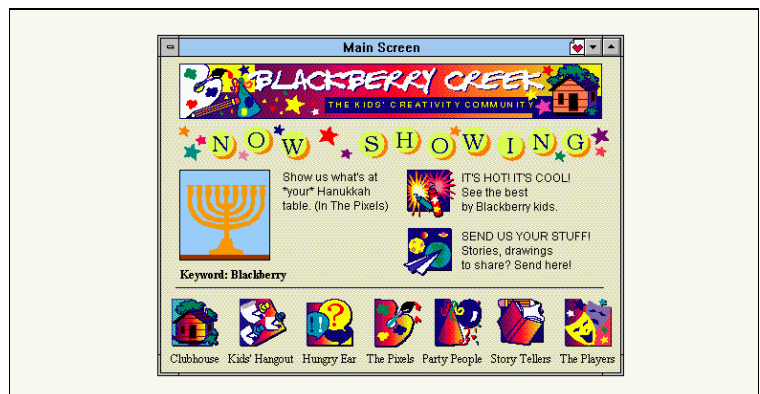 Main Screen
BLACKBERRY CREEK
THE KIDS' CREATIVITY COMMUNITY
NOW SHOWING
Show us what's at
*your* Hanukkah
table. (In The Pixels)
IT'S HOT! IT'S COOL!
See the best
by Blackberry kids.
SEND US YOUR STUFF!
Stories, drawings
to share? Send here!
Keyword: Blackberry
Clubhouse Kids' Hangout Hungry Ear The Pixels Party People Story Tellers The Players